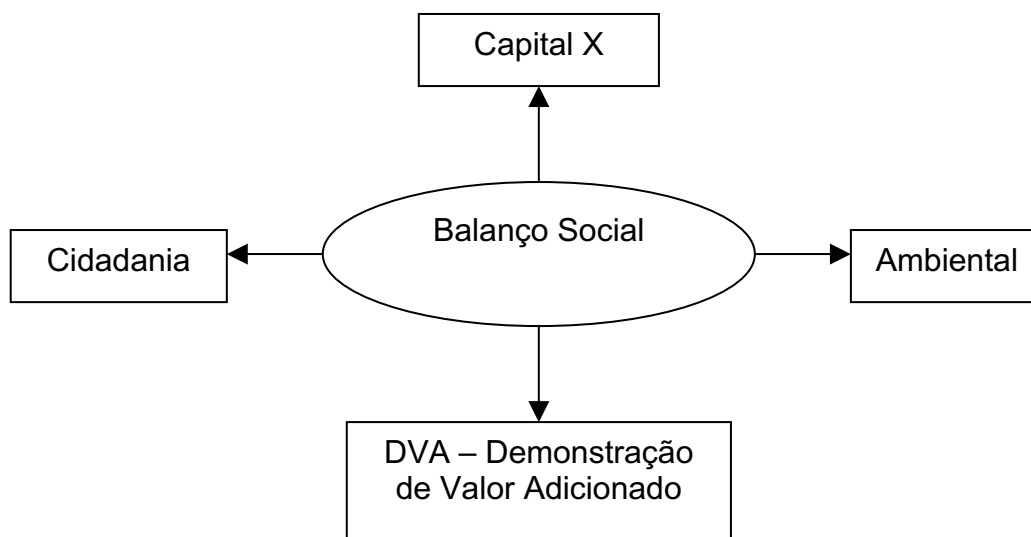 Capital X
Balanço Social
Cidadania
Ambiental
DVA – Demonstração
de Valor Adicionado